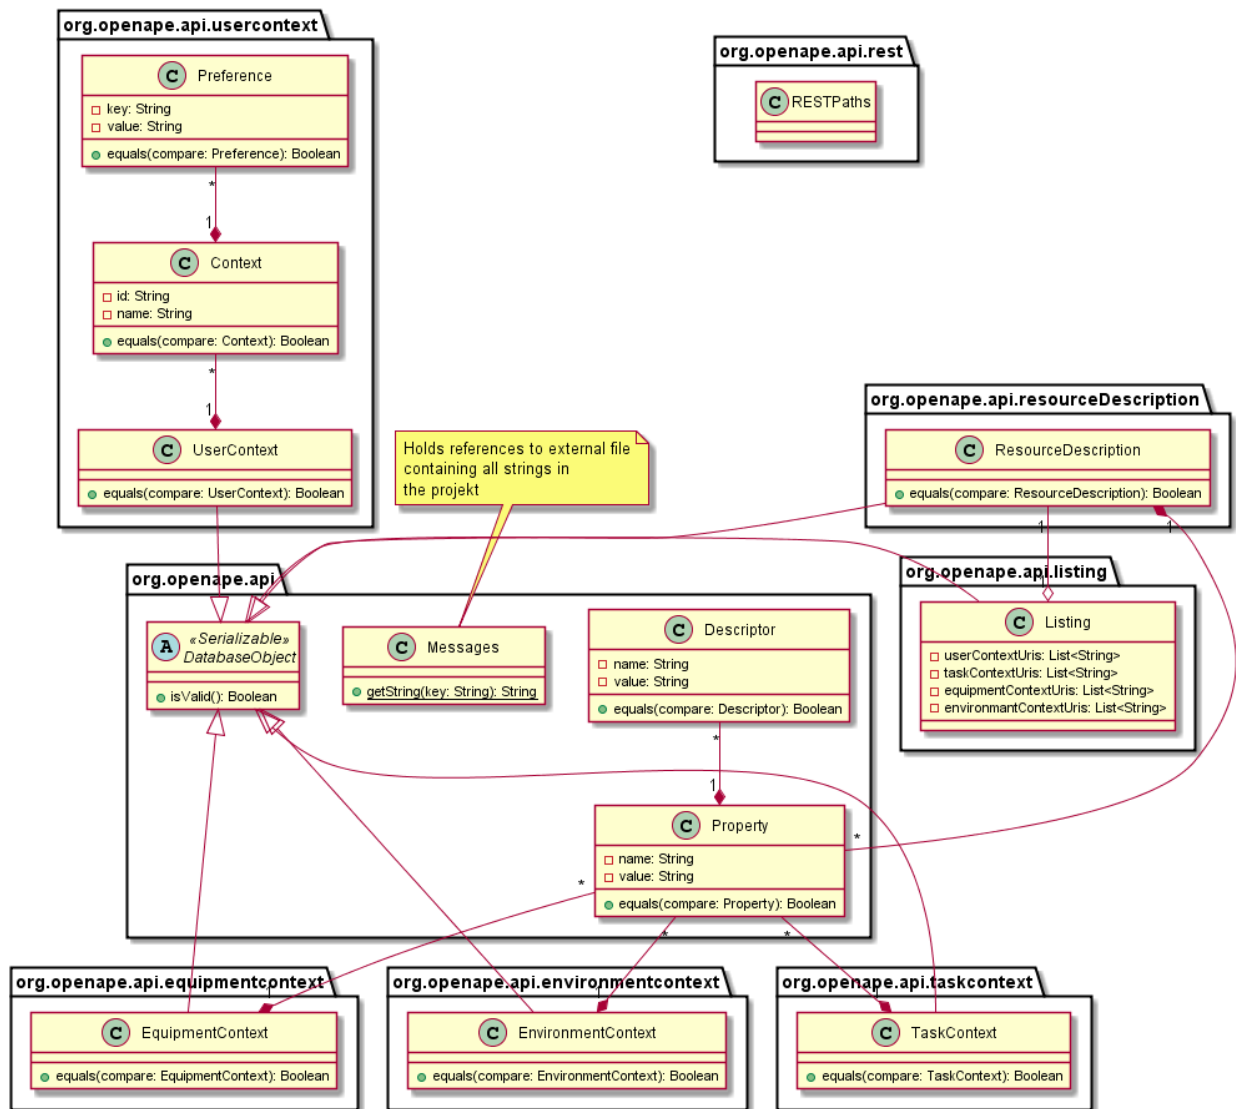 org.openape.api.usercontext
C Preference
key: String
value: String
equals(compare: Preference): Boolean
*
1
C Context
id: String
name: String
equals(compare: Context): Boolean
*
1
C UserContext
equals(compare: UserContext): Boolean
org.openape.api.rest
C RESTPaths
org.openape.api.resourceDescription
C ResourceDescription
equals(compare: ResourceDescription): Boolean
1
1
Holds references to external file
containing all strings in
the projekt
org.openape.api
A «Serializable»
DatabaseObject
isValid(): Boolean
C Messages
getString(key: String): String
C Descriptor
name: String
value: String
equals(compare: Descriptor): Boolean
*
1
org.openape.api.listing
1
C Listing
userContextUris: List<String>
taskContextUris: List<String>
equipmentContextUris: List<String>
environmantContextUris: List<String>
C Property
name: String
value: String
equals(compare: Property): Boolean
*
*
*
*
org.openape.api.equipmentcontext
1
C EquipmentContext
equals(compare: EquipmentContext): Boolean
org.openape.api.environmentcontext
1
C EnvironmentContext
equals(compare: EnvironmentContext): Boolean
org.openape.api.taskcontext
1
C TaskContext
equals(compare: TaskContext): Boolean